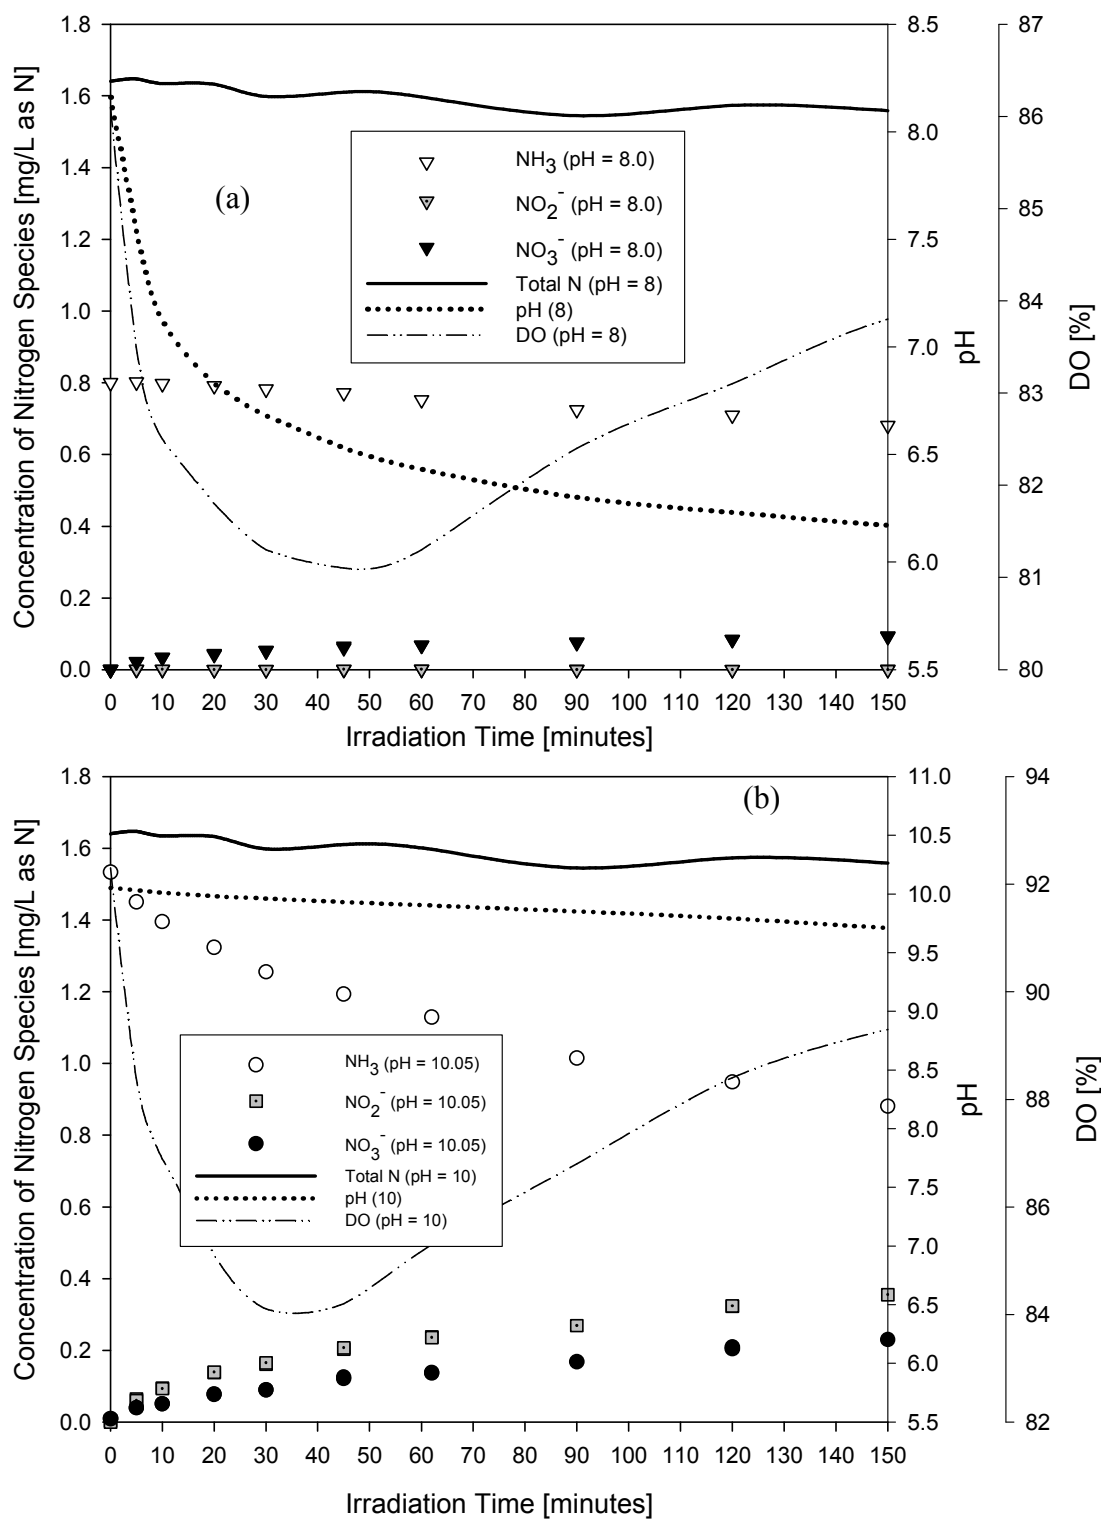 1.8
1.6
1.4
1.2
1.0
0.8
0.6
0.4
0.2
0.0
Concentration of Nitrogen Species [mg/L as N]
(a)
NH3 (pH = 8.0)
NO2- (pH = 8.0)
NO3- (pH = 8.0)
Total N (pH = 8)
pH (8)
DO (pH = 8)
8.5
8.0
7.5
7.0
6.5
6.0
5.5
pH
87
86
85
84
83
82
81
80
DO [%]
0 10 20 30 40 50 60 70 80 90 100 110 120 130 140 150
Irradiation Time [minutes]
1.8
1.6
1.4
1.2
1.0
0.8
0.6
0.4
0.2
0.0
Concentration of Nitrogen Species [mg/L as N]
(b)
NH3 (pH = 10.05)
NO2- (pH = 10.05)
NO3- (pH = 10.05)
Total N (pH = 10)
pH (10)
DO (pH = 10)
11.0
10.5
10.0
9.5
9.0
8.5
8.0
7.5
7.0
6.5
6.0
5.5
pH
94
92
90
88
86
84
82
DO [%]
0 10 20 30 40 50 60 70 80 90 100 110 120 130 140 150
Irradiation Time [minutes]